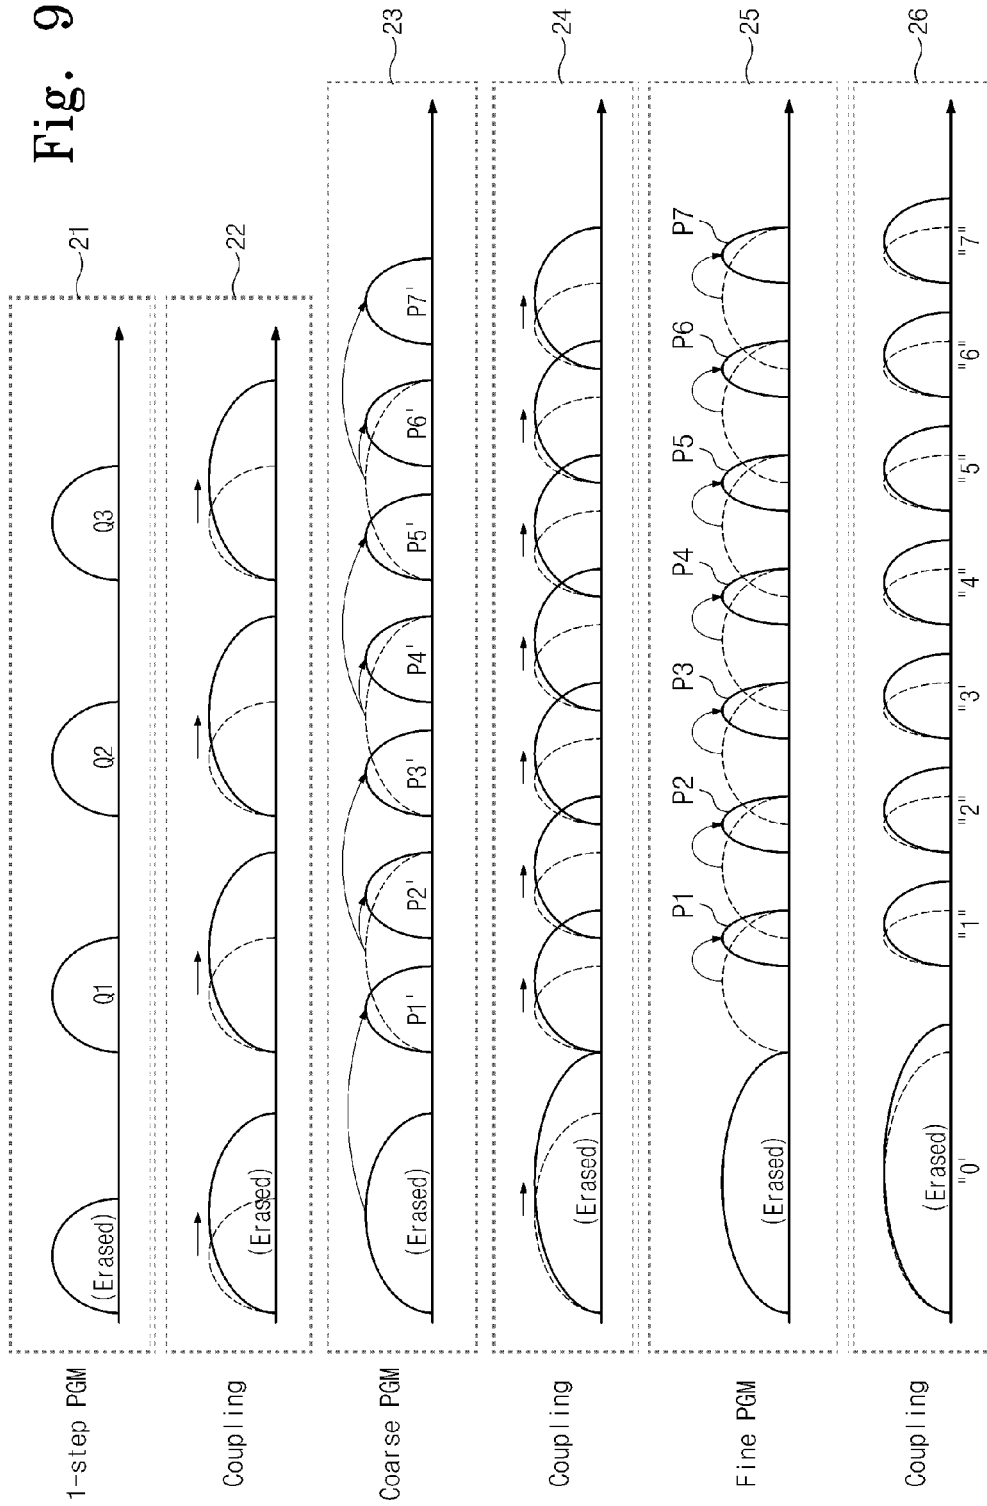 Fig. 9
1-step PGM
(Erased) Q1 Q2 Q3
21
Coupling
(Erased)
22
Coarse PGM
(Erased) P1' P2' P3' P4' P5' P6' P7'
23
Coupling
(Erased)
24
Fine PGM
(Erased) P1 P2 P3 P4 P5 P6 P7
25
Coupling
(Erased)
26
"0' "1" "2" "3' "4" "5" "6" "7"